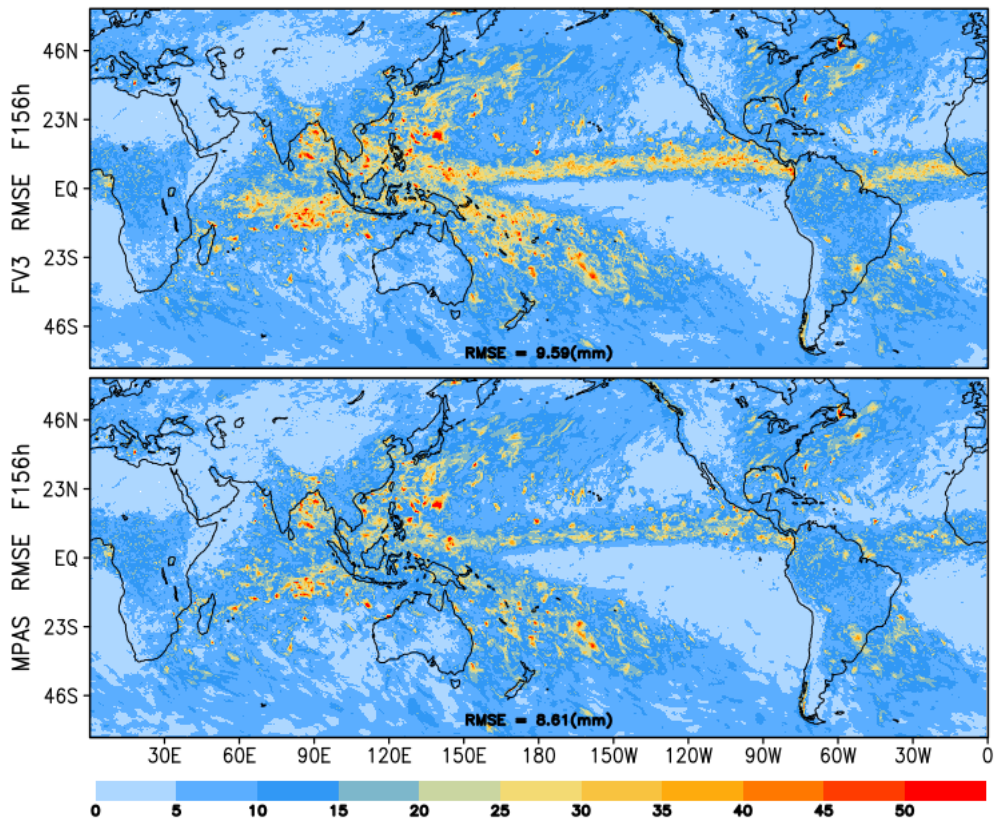 FV3 RMSE F156h
46N
23N
EQ
23S
46S
RMSE = 9.59(mm)
MPAS RMSE F156h
46N
23N
EQ
23S
46S
RMSE = 8.61(mm)
30E 60E 90E 120E 150E 180 150W 120W 90W 60W 30W 0
0 5 10 15 20 25 30 35 40 45 50